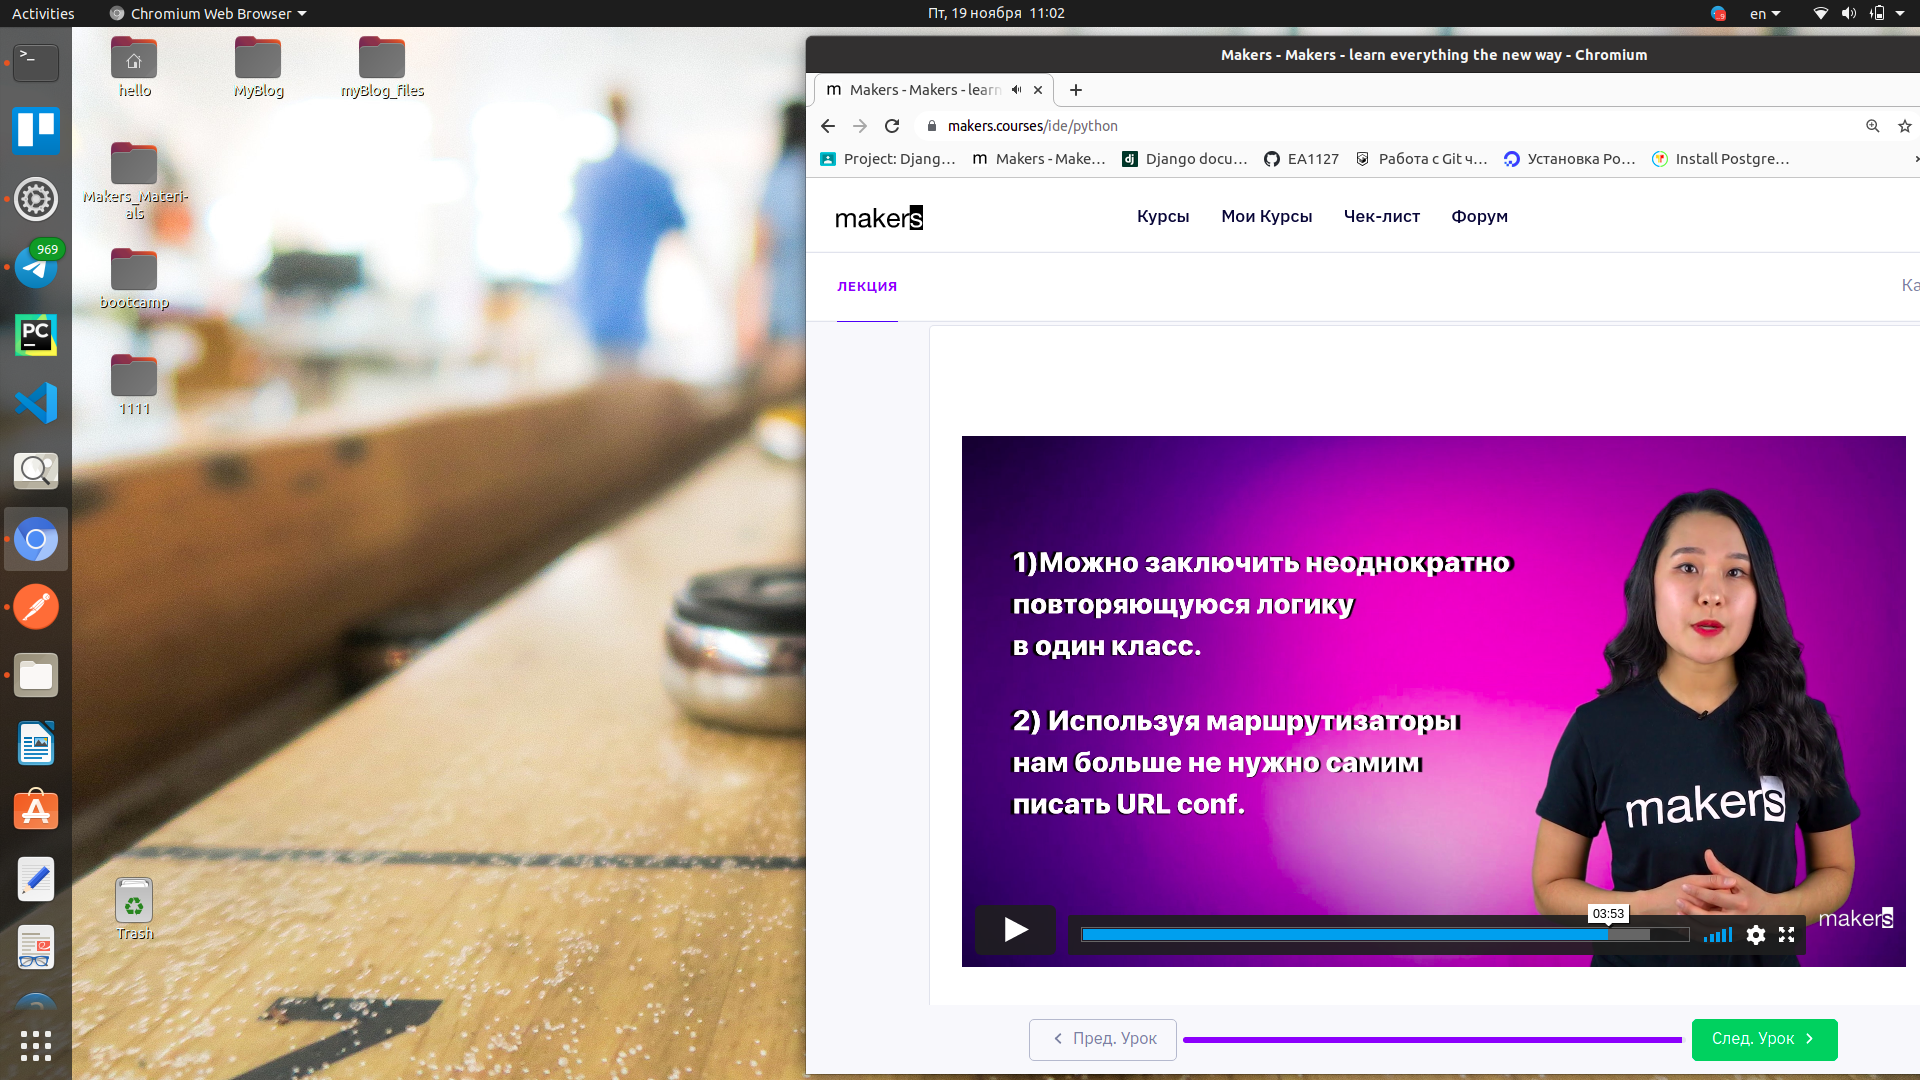 Activities
Chromium Web Browser
Пт, 19 ноября 11:02
en
hello
MyBlog
myBlog_files
Makers_Materi-
als
bootcamp
1111
Trash
969
PC
Makers - Makers - learn everything the new way - Chromium
m Makers - Makers - learn
makers.courses/ide/python
Project: Djang…
m Makers - Make…
dj Django docu…
EA1127
Работа с Git ч…
Установка Po…
Install Postgre…
makers
Курсы
Мои Курсы
Чек-лист
Форум
ЛЕКЦИЯ
Ка
1)Можно заключить неоднократно
повторяющуюся логику
в один класс.
2) Используя маршрутизаторы
нам больше не нужно самим
писать URL conf.
makers
03:53
makers
Пред. Урок
След. Урок